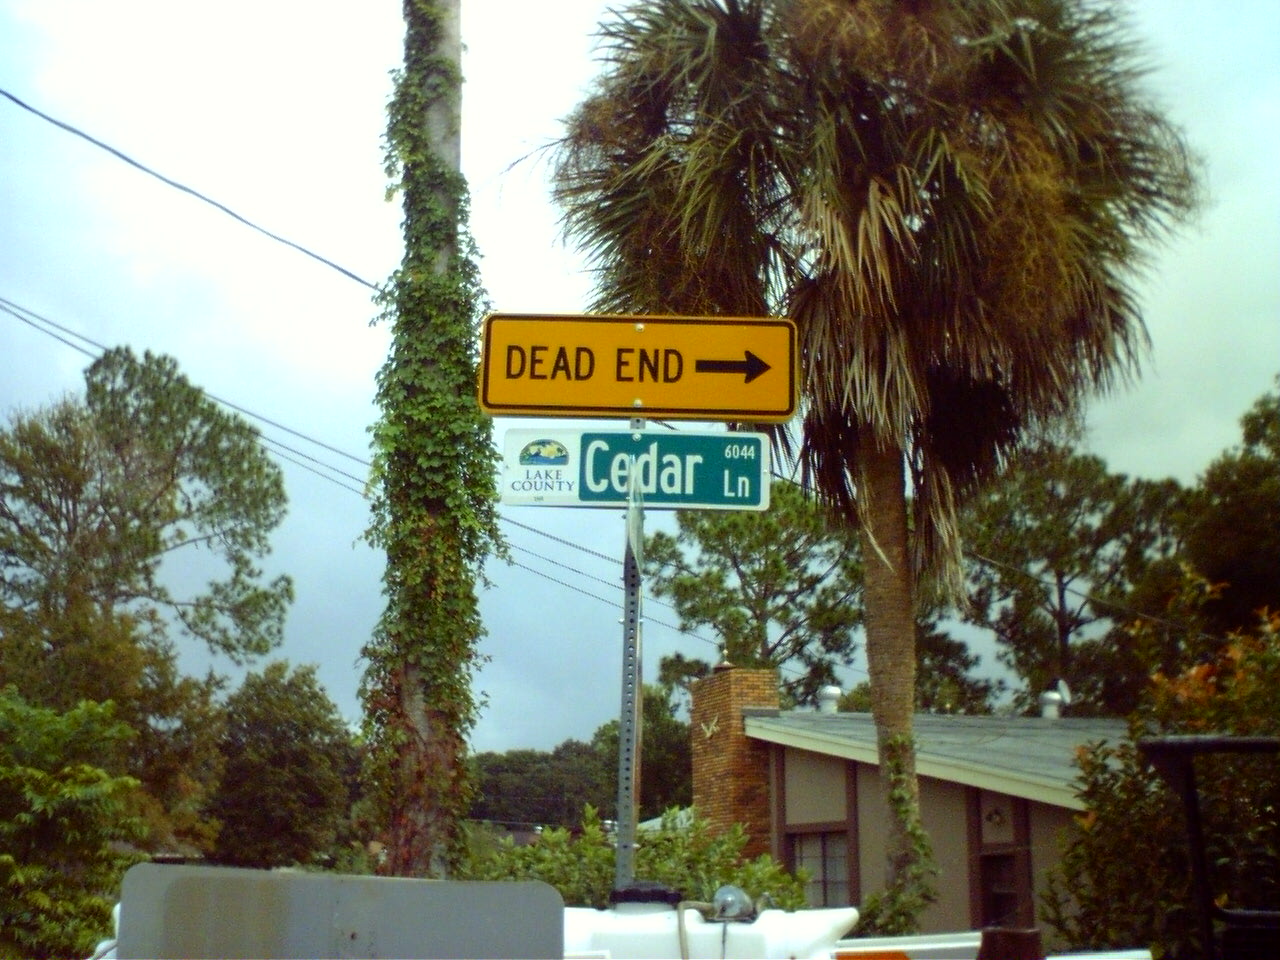 DEAD END
LAKE
COUNTY
Cedar
6044
Ln